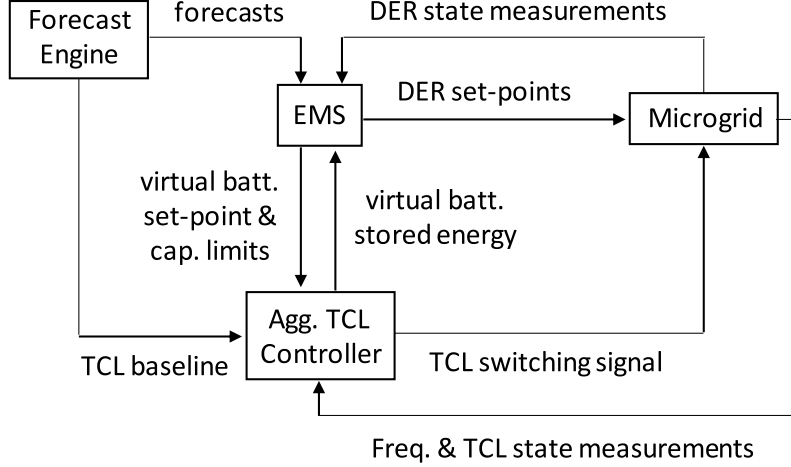 Forecast
Engine
forecasts
DER state measurements
EMS
DER set-points
Microgrid
virtual batt.
set-point &
cap. limits
virtual batt.
stored energy
Agg. TCL
Controller
TCL baseline
TCL switching signal
Freq. & TCL state measurements